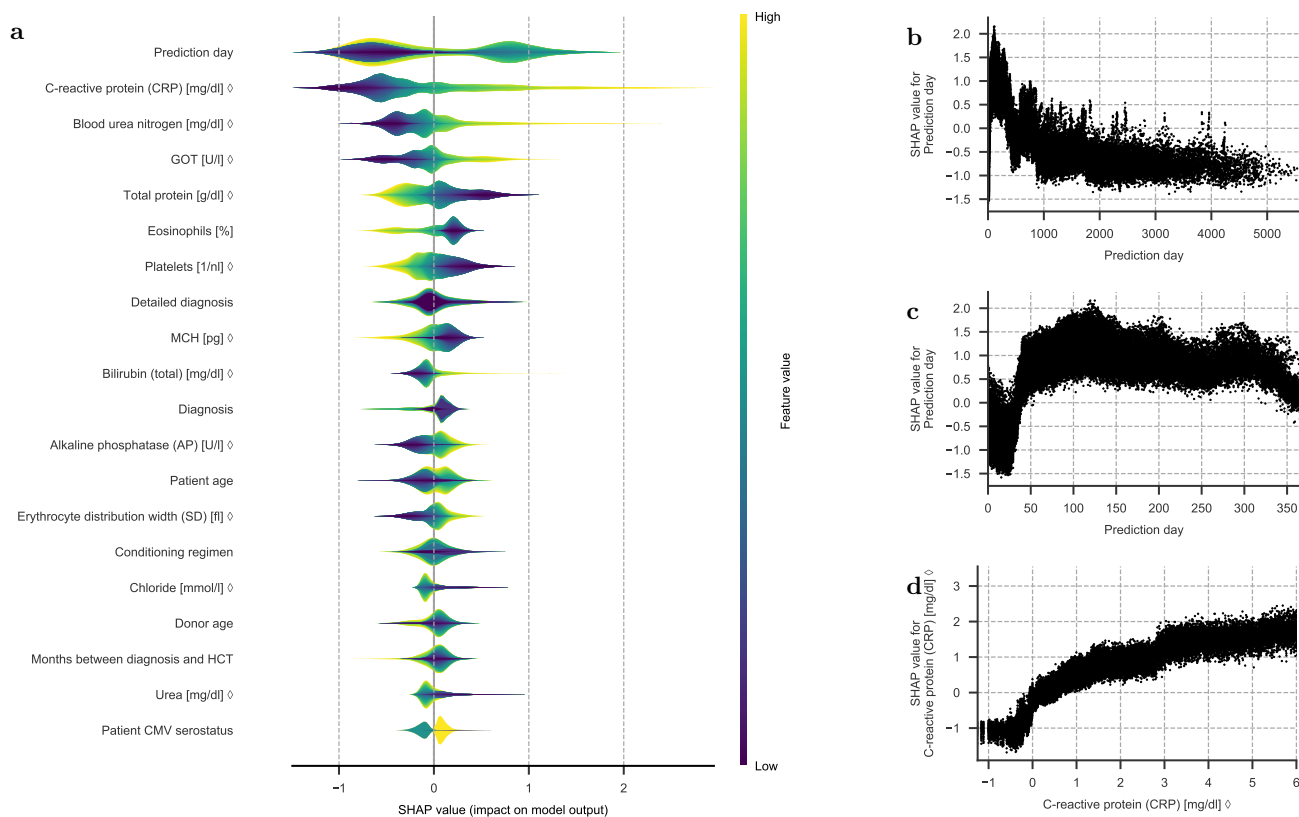 a
Prediction day
C-reactive protein (CRP) [mg/dl] ◊
Blood urea nitrogen [mg/dl] ◊
GOT [U/l] ◊
Total protein [g/dl] ◊
Eosinophils [%]
Platelets [1/nl] ◊
Detailed diagnosis
MCH [pg] ◊
Bilirubin (total) [mg/dl] ◊
Diagnosis
Alkaline phosphatase (AP) [U/l] ◊
Patient age
Erythrocyte distribution width (SD) [fl] ◊
Conditioning regimen
Chloride [mmol/l] ◊
Donor age
Months between diagnosis and HCT
Urea [mg/dl] ◊
Patient CMV serostatus
−1 0 1 2
SHAP value (impact on model output)
High
Feature value
Low
b
SHAP value for
Prediction day
2.0
1.5
1.0
0.5
0.0
−0.5
−1.0
−1.5
0 1000 2000 3000 4000 5000
Prediction day
c
SHAP value for
Prediction day
2.0
1.5
1.0
0.5
0.0
−0.5
−1.0
−1.5
0 50 100 150 200 250 300 350
Prediction day
d
SHAP value for
C-reactive protein (CRP) [mg/dl] ◊
3
2
1
0
−1
−1 0 1 2 3 4 5 6
C-reactive protein (CRP) [mg/dl] ◊